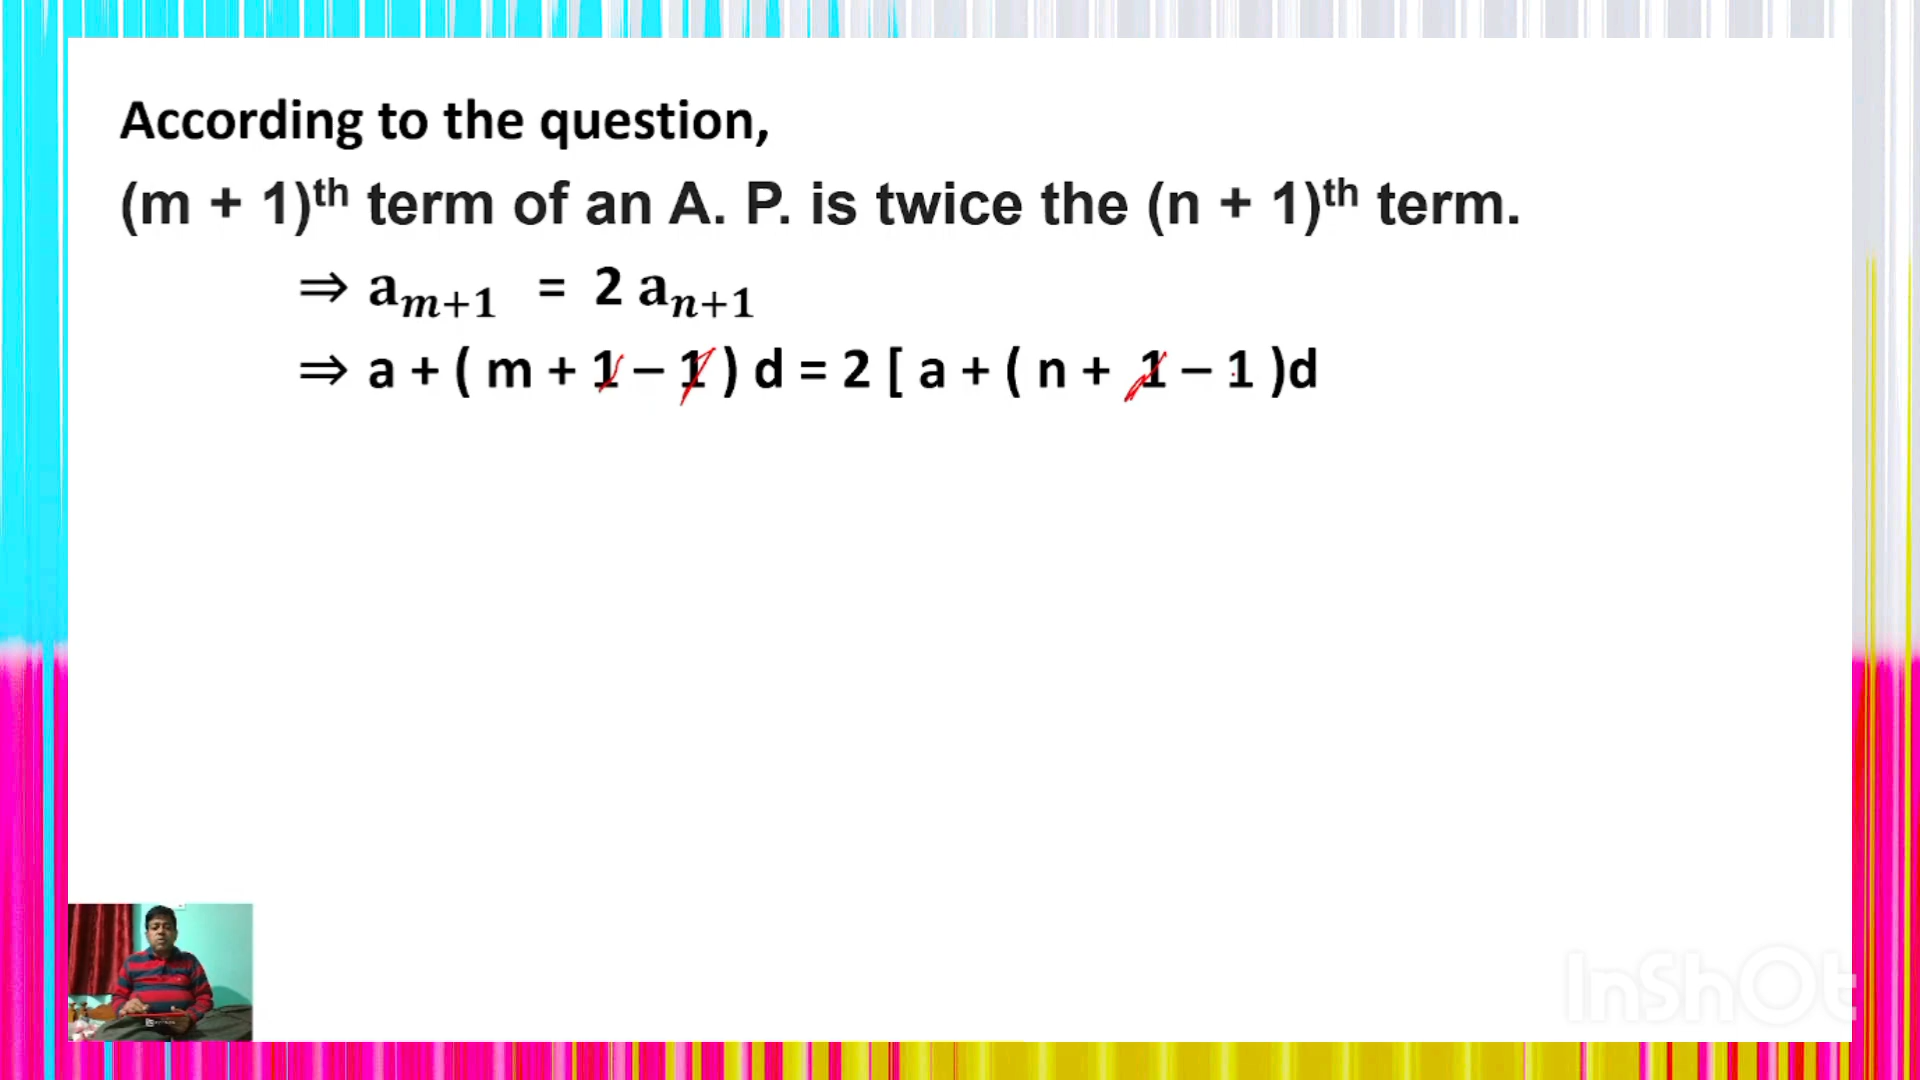 According to the question,
(m + 1)th term of an A. P. is twice the (n + 1)th term.
⇒ aₘ₊₁ = 2 aₙ₊₁
⇒ a + ( m + 1 – 1 ) d = 2 [ a + ( n + 1 – 1 )d
InShOt